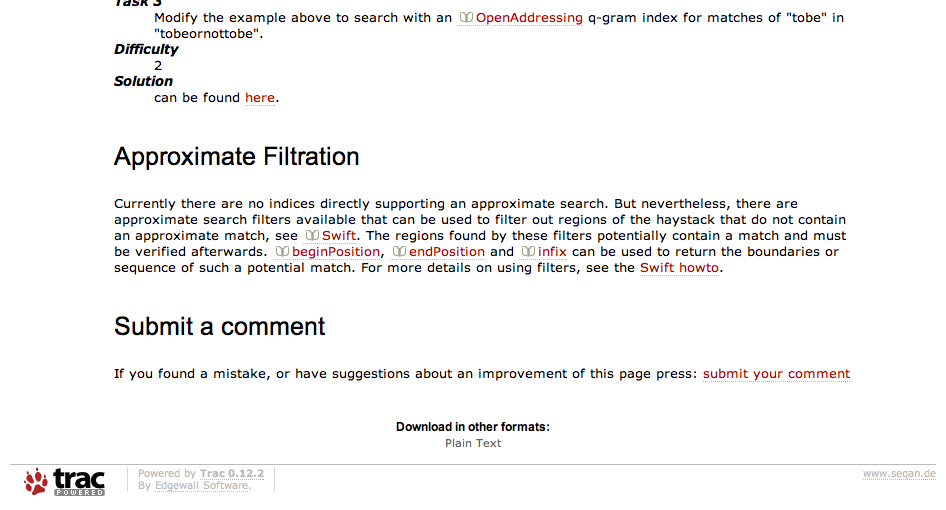 Task 3
Modify the example above to search with an OpenAddressing q-gram index for matches of "tobe" in
"tobeornottobe".
Difficulty
2
Solution
can be found here.
Approximate Filtration
Currently there are no indices directly supporting an approximate search. But nevertheless, there are
approximate search filters available that can be used to filter out regions of the haystack that do not contain
an approximate match, see Swift. The regions found by these filters potentially contain a match and must
be verified afterwards. beginPosition, endPosition and infix can be used to return the boundaries or
sequence of such a potential match. For more details on using filters, see the Swift howto.
Submit a comment
If you found a mistake, or have suggestions about an improvement of this page press: submit your comment
Download in other formats:
Plain Text
trac
POWERED
Powered by Trac 0.12.2
By Edgewall Software.
www.seqan.de